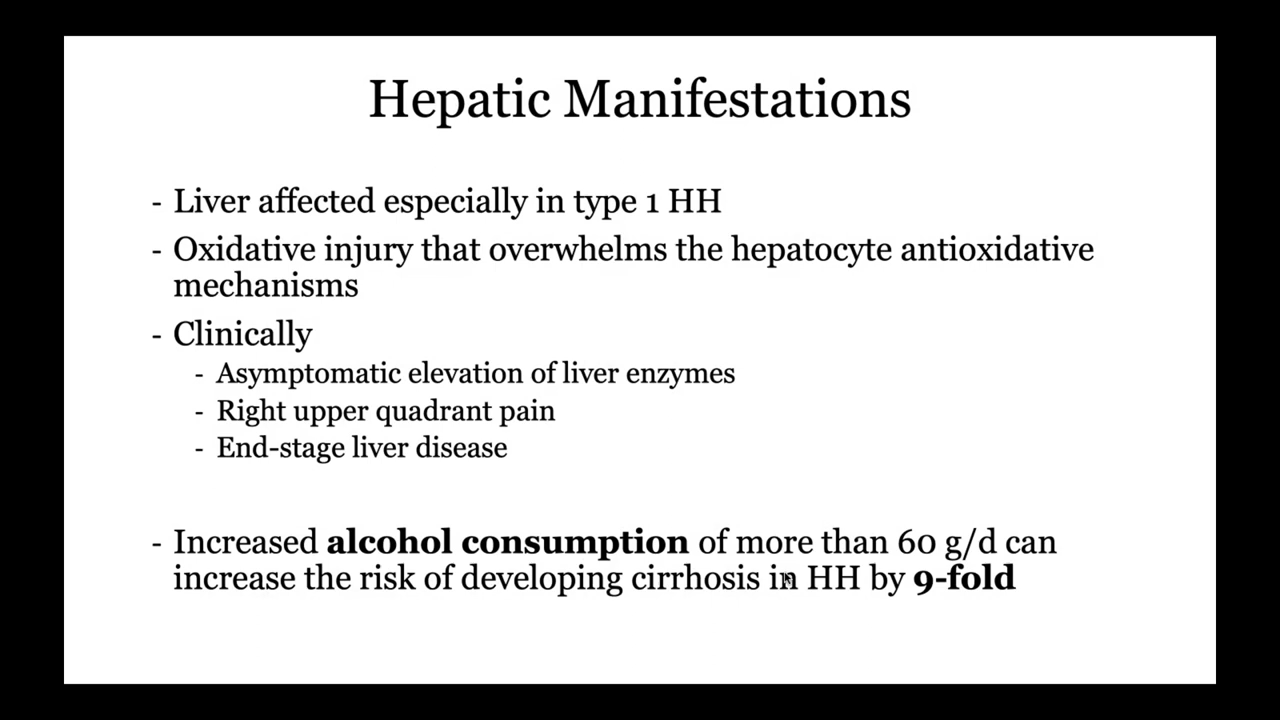 Hepatic Manifestations
- Liver affected especially in type 1 HH
- Oxidative injury that overwhelms the hepatocyte antioxidative
mechanisms
- Clinically
- Asymptomatic elevation of liver enzymes
- Right upper quadrant pain
- End-stage liver disease
- Increased alcohol consumption of more than 60 g/d can
increase the risk of developing cirrhosis in HH by 9-fold